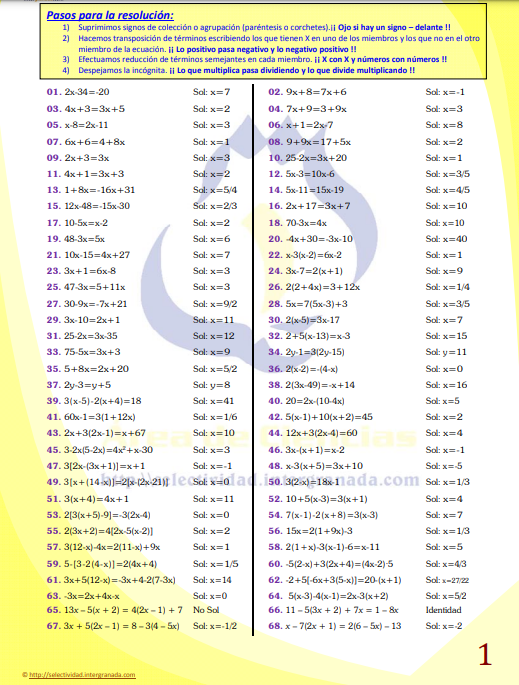 Pasos para la resolución:
1) Suprimimos signos de colección o agrupación (paréntesis o corchetes).¡¡ Ojo si hay un signo – delante !!
2) Hacemos transposición de términos escribiendo los que tienen X en uno de los miembros y los que no en el otro
miembro de la ecuación. ¡¡ Lo positivo pasa negativo y lo negativo positivo !!
3) Efectuamos reducción de términos semejantes en cada miembro. ¡¡ X con X y números con números !!
4) Despejamos la incógnita. ¡¡ Lo que multiplica pasa dividiendo y lo que divide multiplicando !!
01. 2x-34=-20 Sol: x=7
02. 9x+8=7x+6 Sol: x=-1
03. 4x+3=3x+5 Sol: x=2
04. 7x+9=3+9x Sol: x=3
05. x-8=2x-11 Sol: x=3
06. x+1=2x-7 Sol: x=8
07. 6x+6=4+8x Sol: x=1
08. 9+9x=17+5x Sol: x=2
09. 2x+3=3x Sol: x=3
10. 25-2x=3x+20 Sol: x=1
11. 4x+1=3x+3 Sol: x=2
12. 5x-3=10x-6 Sol: x=3/5
13. 1+8x=-16x+31 Sol: x=5/4
14. 5x-11=15x-19 Sol: x=4/5
15. 12x-48=-15x-30 Sol: x=2/3
16. 2x+17=3x+7 Sol: x=10
17. 10-5x=x-2 Sol: x=2
18. 70-3x=4x Sol: x=10
19. 48-3x=5x Sol: x=6
20. -4x+30=-3x-10 Sol: x=40
21. 10x-15=4x+27 Sol: x=7
22. x-3(x-2)=6x-2 Sol: x=1
23. 3x+1=6x-8 Sol: x=3
24. 3x-7=2(x+1) Sol: x=9
25. 47-3x=5+11x Sol: x=3
26. 2(2+4x)=3+12x Sol: x=1/4
27. 30-9x=-7x+21 Sol: x=9/2
28. 5x=7(5x-3)+3 Sol: x=3/5
29. 3x-10=2x+1 Sol: x=11
30. 2(x-5)=3x-17 Sol: x=7
31. 25-2x=3x-35 Sol: x=12
32. 2+5(x-13)=x-3 Sol: x=15
33. 75-5x=3x+3 Sol: x=9
34. 2y-1=3(2y-15) Sol: y=11
35. 5+8x=2x+20 Sol: x=5/2
36. 2(x-2)=-(4-x) Sol: x=0
37. 2y-3=y+5 Sol: y=8
38. 2(3x-49)=-x+14 Sol: x=16
39. 3(x-5)-2(x+4)=18 Sol: x=41
40. 20=2x-(10-4x) Sol: x=5
41. 60x-1=3(1+12x) Sol: x=1/6
42. 5(x-1)+10(x+2)=45 Sol: x=2
43. 2x+3(2x-1)=x+67 Sol: x=10
44. 12x+3(2x-4)=60 Sol: x=4
45. 3-2x(5-2x)=4x²+x-30 Sol: x=3
46. 3x-(x+1)=x-2 Sol: x=-1
47. 3[2x-(3x+1)]=x+1 Sol: x=-1
48. x-3(x+5)=3x+10 Sol: x=-5
49. 3[x+(14-x)]=2[x-(2x-21)] Sol: x=0
50. 3(2-x)=18x-1 Sol: x=1/3
51. 3(x+4)=4x+1 Sol: x=11
52. 10+5(x-3)=3(x+1) Sol: x=4
53. 2[3(x+5)-9]=-3(2x-4) Sol: x=0
54. 7(x-1)-2(x+8)=3(x-3) Sol: x=7
55. 2(3x+2)=4[2x-5(x-2)] Sol: x=2
56. 15x=2(1+9x)-3 Sol: x=1/3
57. 3(12-x)-4x=2(11-x)+9x Sol: x=1
58. 2(1+x)-3(x-1)-6=x-11 Sol: x=5
59. 5-[3-2(4-x)]=2(4x+4) Sol: x=1/5
60. -5(2-x)+3(2x+4)=(4x-2)·5 Sol: x=4/3
61. 3x+5(12-x)=-3x+4-2(7-3x) Sol: x=14
62. -2+5[-6x+3(5-x)]=20-(x+1) Sol: x=27/22
63. -3x=2x+4x-x Sol: x=0
64. 5(x-3)-4(x-1)=2x-3(x+2) Sol: x=5/2
65. 13x – 5(x + 2) = 4(2x – 1) + 7 No Sol
66. 11 – 5(3x + 2) + 7x = 1 – 8x Identidad
67. 3x + 5(2x – 1) = 8 – 3(4 – 5x) Sol: x=-1/2
68. x – 7(2x + 1) = 2(6 – 5x) – 13 Sol: x=-2
http://selectividad.intergranada.com
1
© http://selectividad.intergranada.com